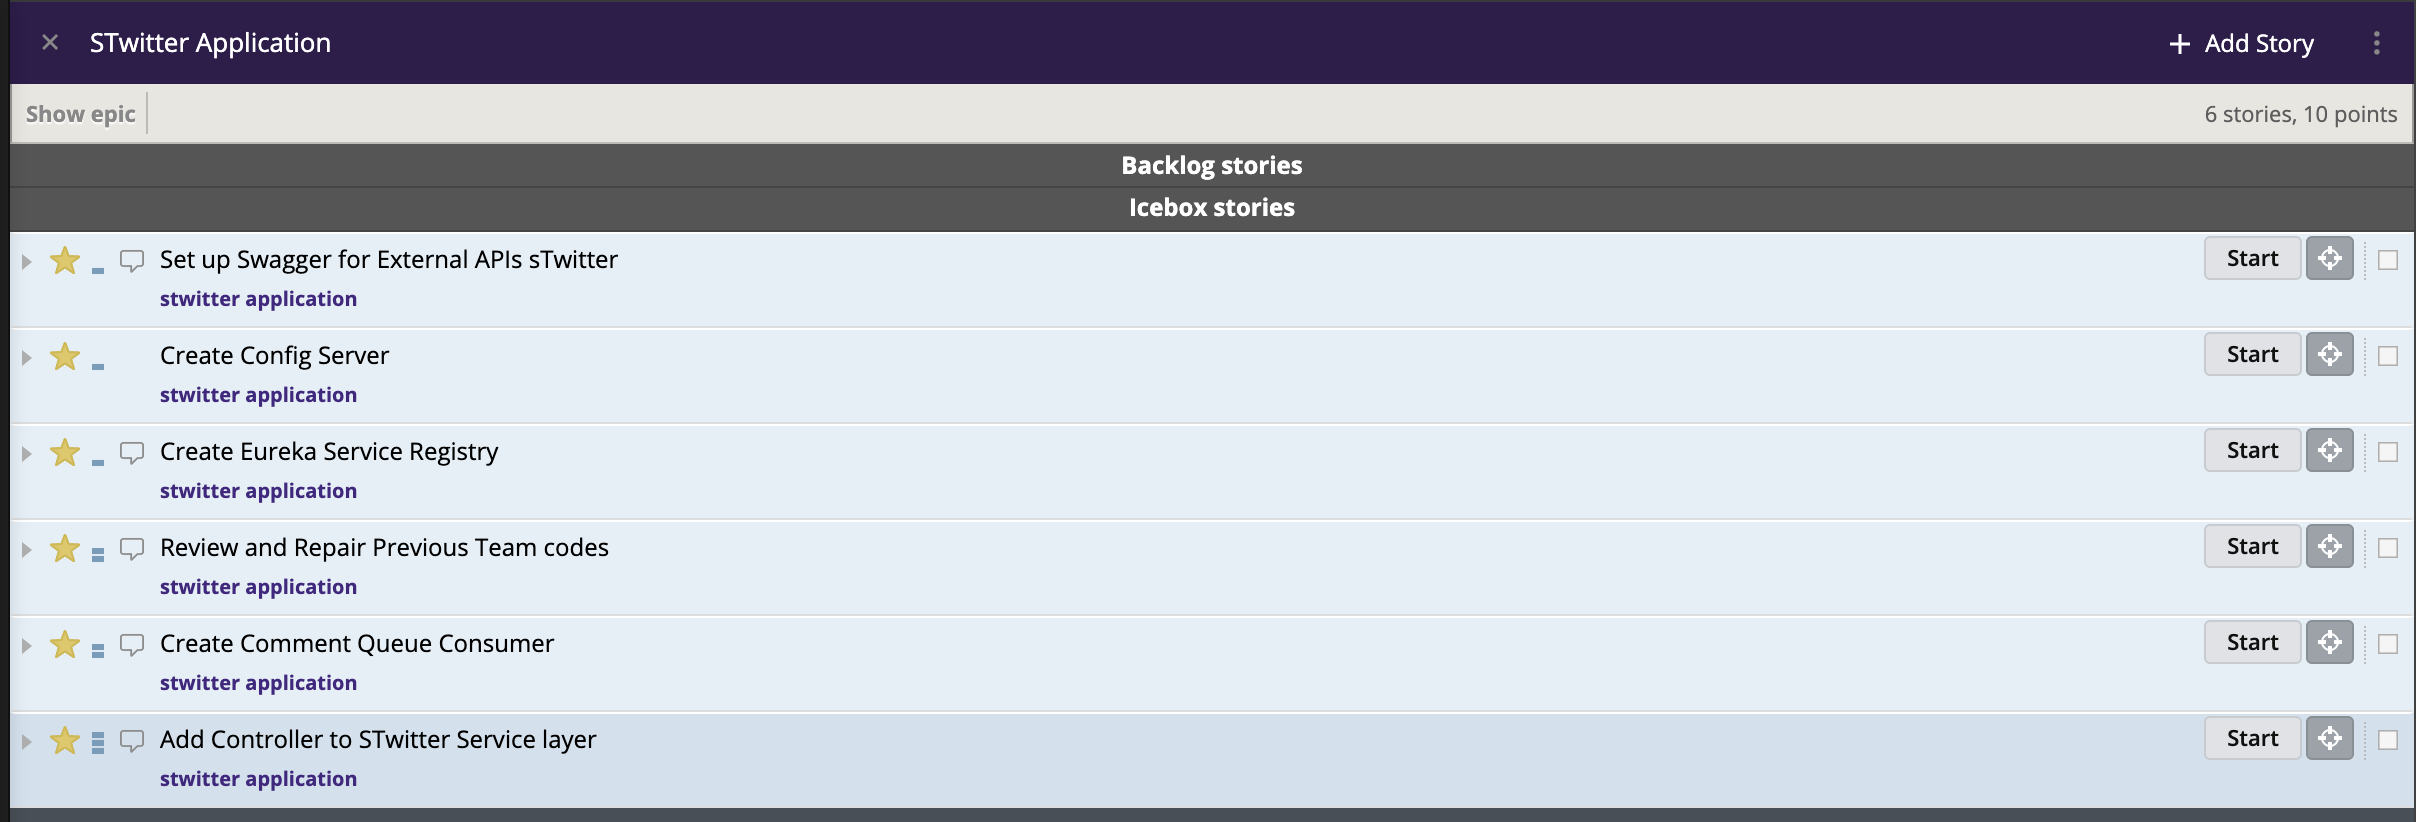 STwitter Application
+ Add Story
Show epic
6 stories, 10 points
Backlog stories
Icebox stories
Set up Swagger for External APIs sTwitter
Start
stwitter application
Create Config Server
Start
stwitter application
Create Eureka Service Registry
Start
stwitter application
Review and Repair Previous Team codes
Start
stwitter application
Create Comment Queue Consumer
Start
stwitter application
Add Controller to STwitter Service layer
Start
stwitter application